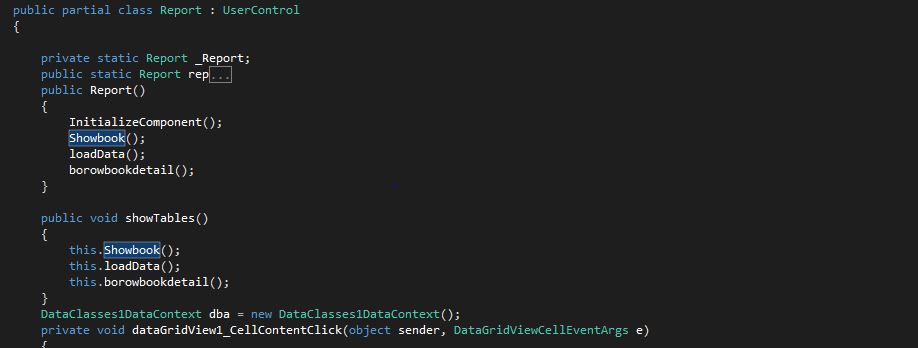 public partial class Report : UserControl
{
private static Report _Report;
public static Report rep...
public Report()
{
InitializeComponent();
Showbook();
loadData();
borowbookdetail();
}
public void showTables()
{
this.Showbook();
this.loadData();
this.borowbookdetail();
}
DataClasses1DataContext dba = new DataClasses1DataContext();
private void dataGridView1_CellContentClick(object sender, DataGridViewCellEventArgs e)
{